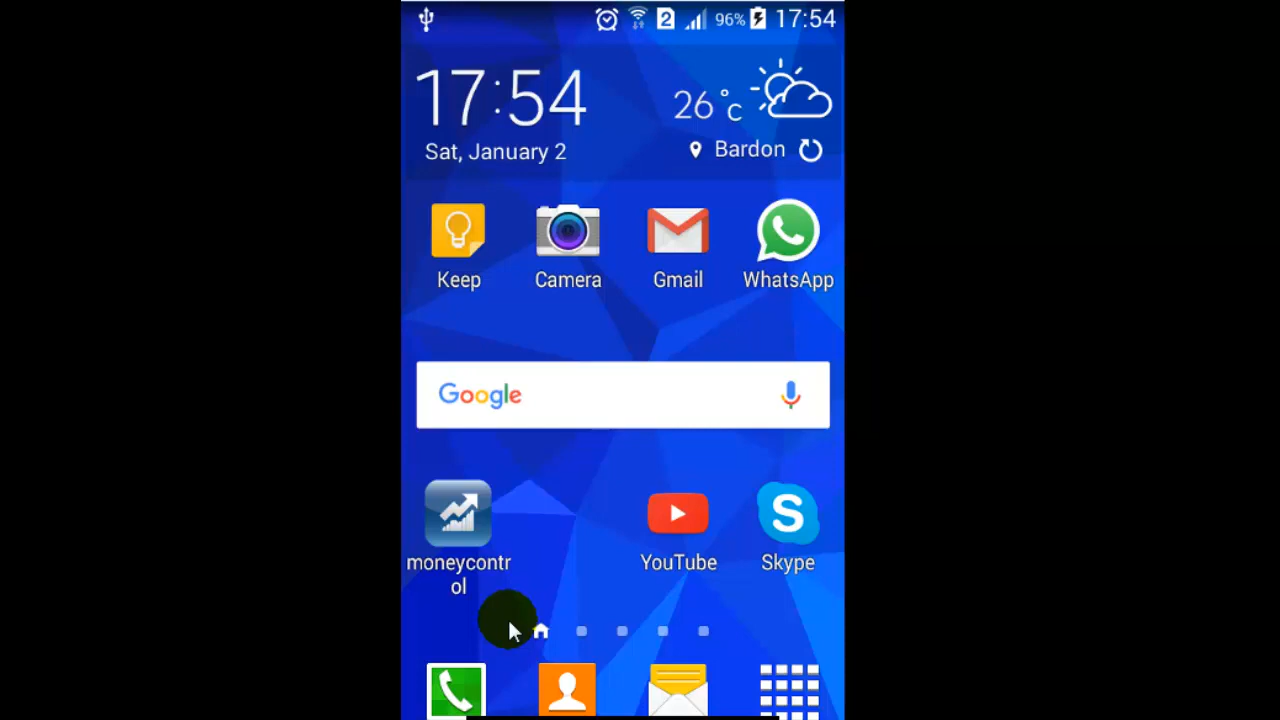 2 96% 17:54
17:54
26 °C
Sat, January 2
Bardon
Keep Camera Gmail WhatsApp
Google
S
moneycontr
ol
YouTube Skype